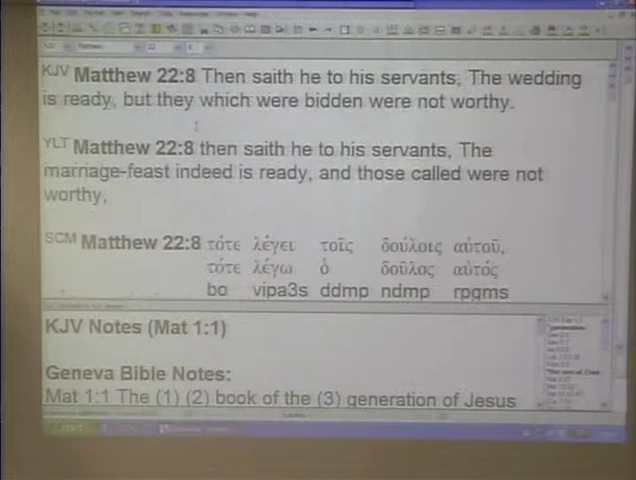 KJV Matthew 22:8 Then saith he to his servants, The wedding
is ready, but they which were bidden were not worthy.
YLT Matthew 22:8 then saith he to his servants, The
marriage-feast indeed is ready, and those called were not
worthy,
SCM Matthew 22:8 τότε λέγει τοῖς δούλοις αὐτοῦ,
τότε λέγω ὁ δοῦλος αὐτός
bo vipa3s ddmp ndmp rpgms
KJV Notes (Mat 1:1)
Geneva Bible Notes:
Mat 1:1 The (1) (2) book of the (3) generation of Jesus